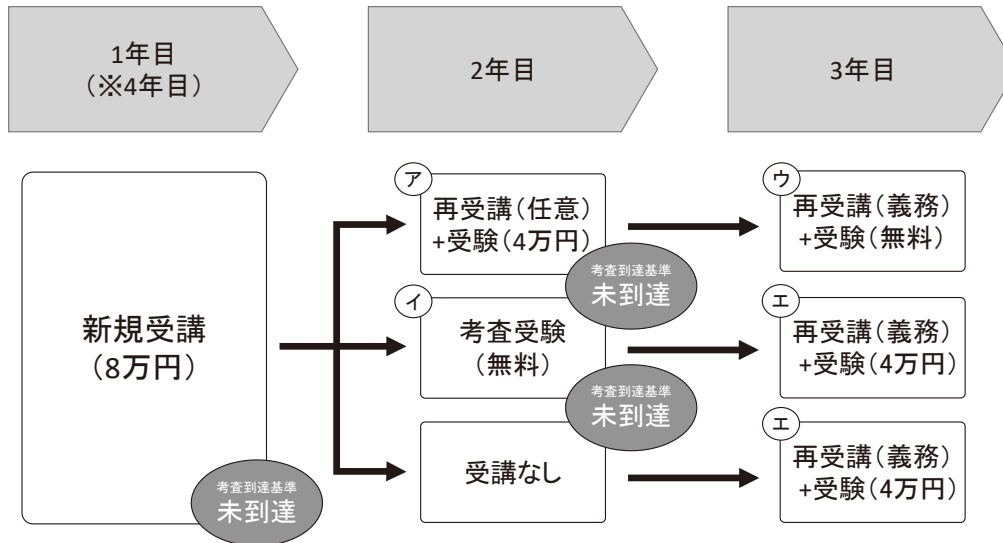 1年目
（※4年目）
2年目
3年目
新規受講
（8万円）
考査到達基準
未到達
ア
再受講（任意）
+受験（4万円）
考査到達基準
未到達
イ
考査受験
（無料）
考査到達基準
未到達
受講なし
ウ
再受講（義務）
+受験（無料）
エ
再受講（義務）
+受験（4万円）
エ
再受講（義務）
+受験（4万円）